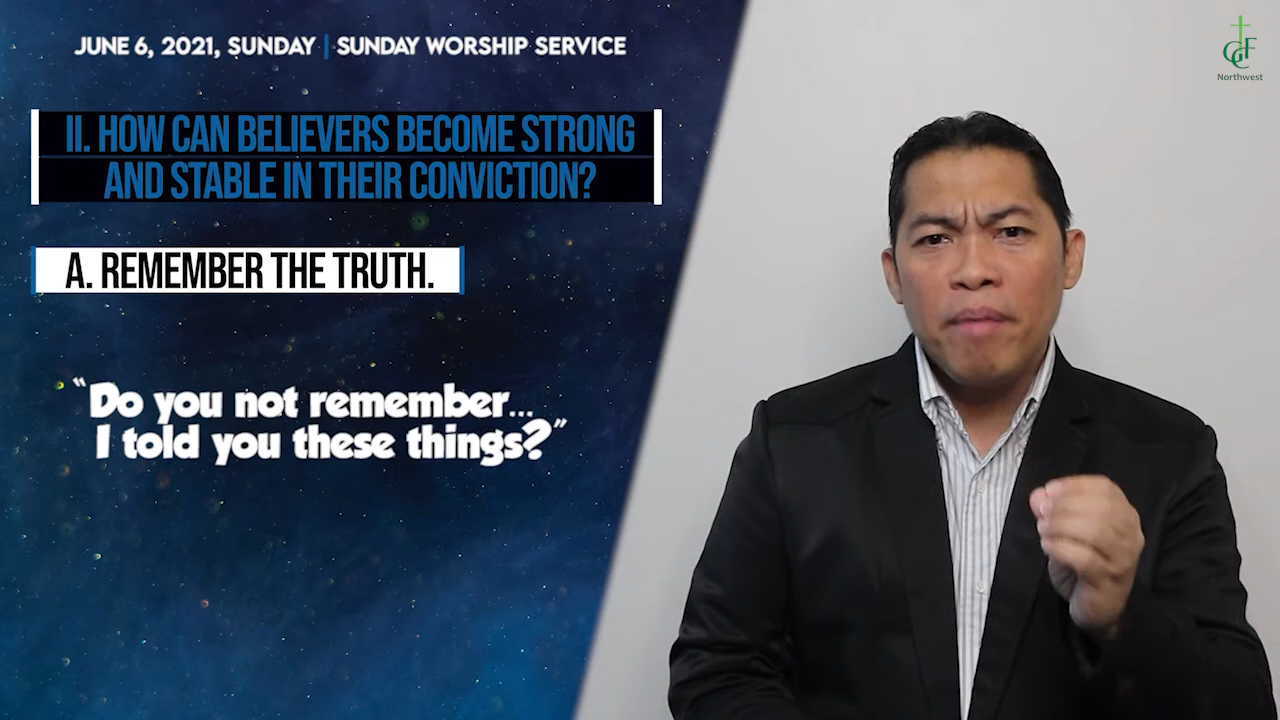 JUNE 6, 2021, SUNDAY | SUNDAY WORSHIP SERVICE
II. HOW CAN BELIEVERS BECOME STRONG
AND STABLE IN THEIR CONVICTION?
A. REMEMBER THE TRUTH.
“Do you not remember...
I told you these things?”
GCF
Northwest